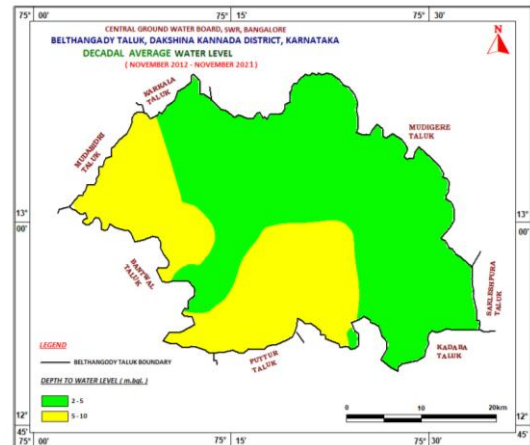 75° 00' 75° 15' 75° 30'
CENTRAL GROUND WATER BOARD, SWR, BANGALORE
BELTHANGADY TALUK, DAKSHINA KANNADA DISTRICT, KARNATAKA
DECADAL AVERAGE WATER LEVEL
( NOVEMBER 2012 - NOVEMBER 2021)
N
KARKALA
TALUK
MUDABIDRI
TALUK
MUDIGERE
TALUK
13°
00'
13°
00'
BANTWAL
TALUK
SAKLESHPURA
TALUK
LEGEND
BELTHANGODY TALUK BOUNDARY
PUTTUR
TALUK
KADABA
TALUK
DEPTH TO WATER LEVEL ( m.bgl. )
2 - 5
5 - 10
0 10 20km
12°
45'
12°
45'
75° 00' 75° 15' 75° 30'